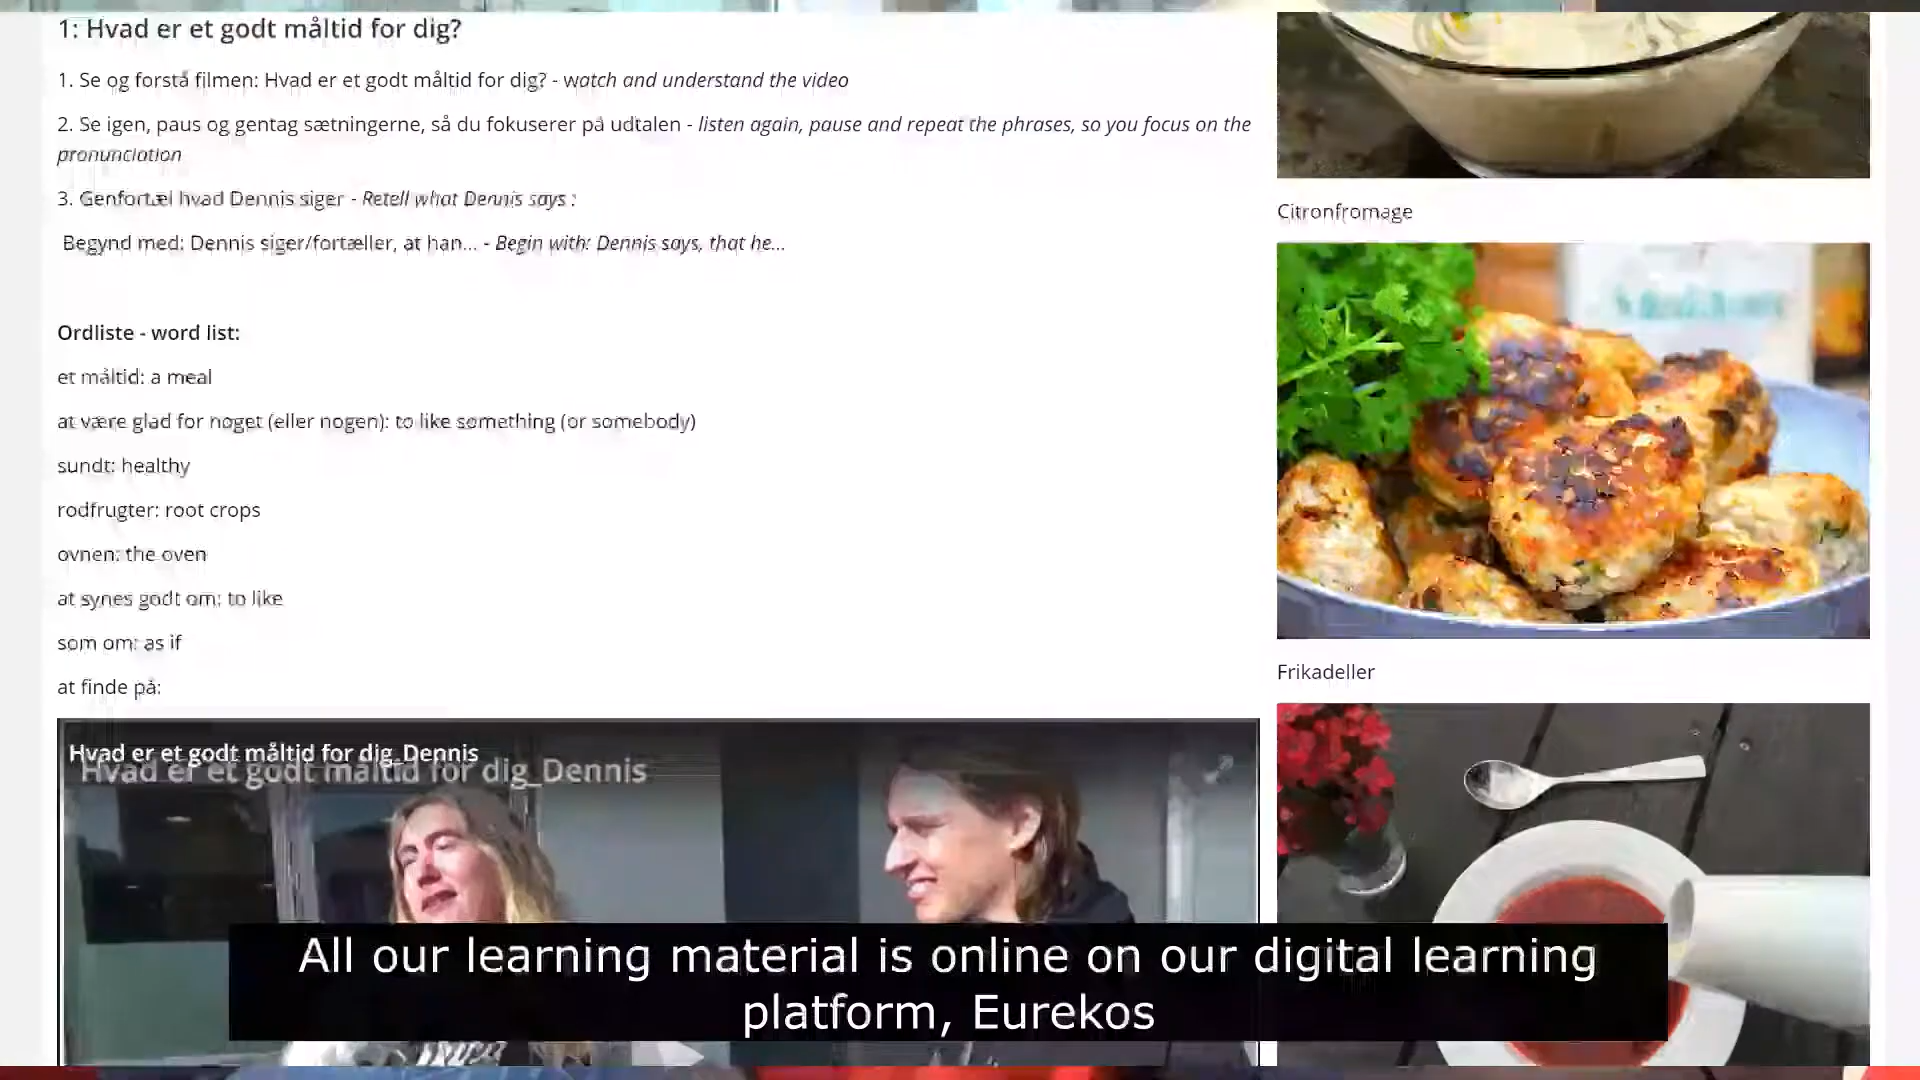 1: Hvad er et godt måltid for dig?
1. Se og forstå filmen: Hvad er et godt måltid for dig? - watch and understand the video
2. Se igen, paus og gentag sætningerne, så du fokuserer på udtalen - listen again, pause and repeat the phrases, so you focus on the
pronunciation
3. Genfortæl hvad Dennis siger - Retell what Dennis says :
Begynd med: Dennis siger/fortæller, at han... - Begin with: Dennis says, that he...
Ordliste - word list:
et måltid: a meal
at være glad for noget (eller nogen): to like something (or somebody)
sundt: healthy
rodfrugter: root crops
ovnen: the oven
at synes godt om: to like
som om: as if
at finde på:
Hvad er et godt måltid for dig_Dennis
Hvad er et godt måltid for dig_Dennis
Citronfromage
Frikadeller
All our learning material is online on our digital learning
platform, Eurekos